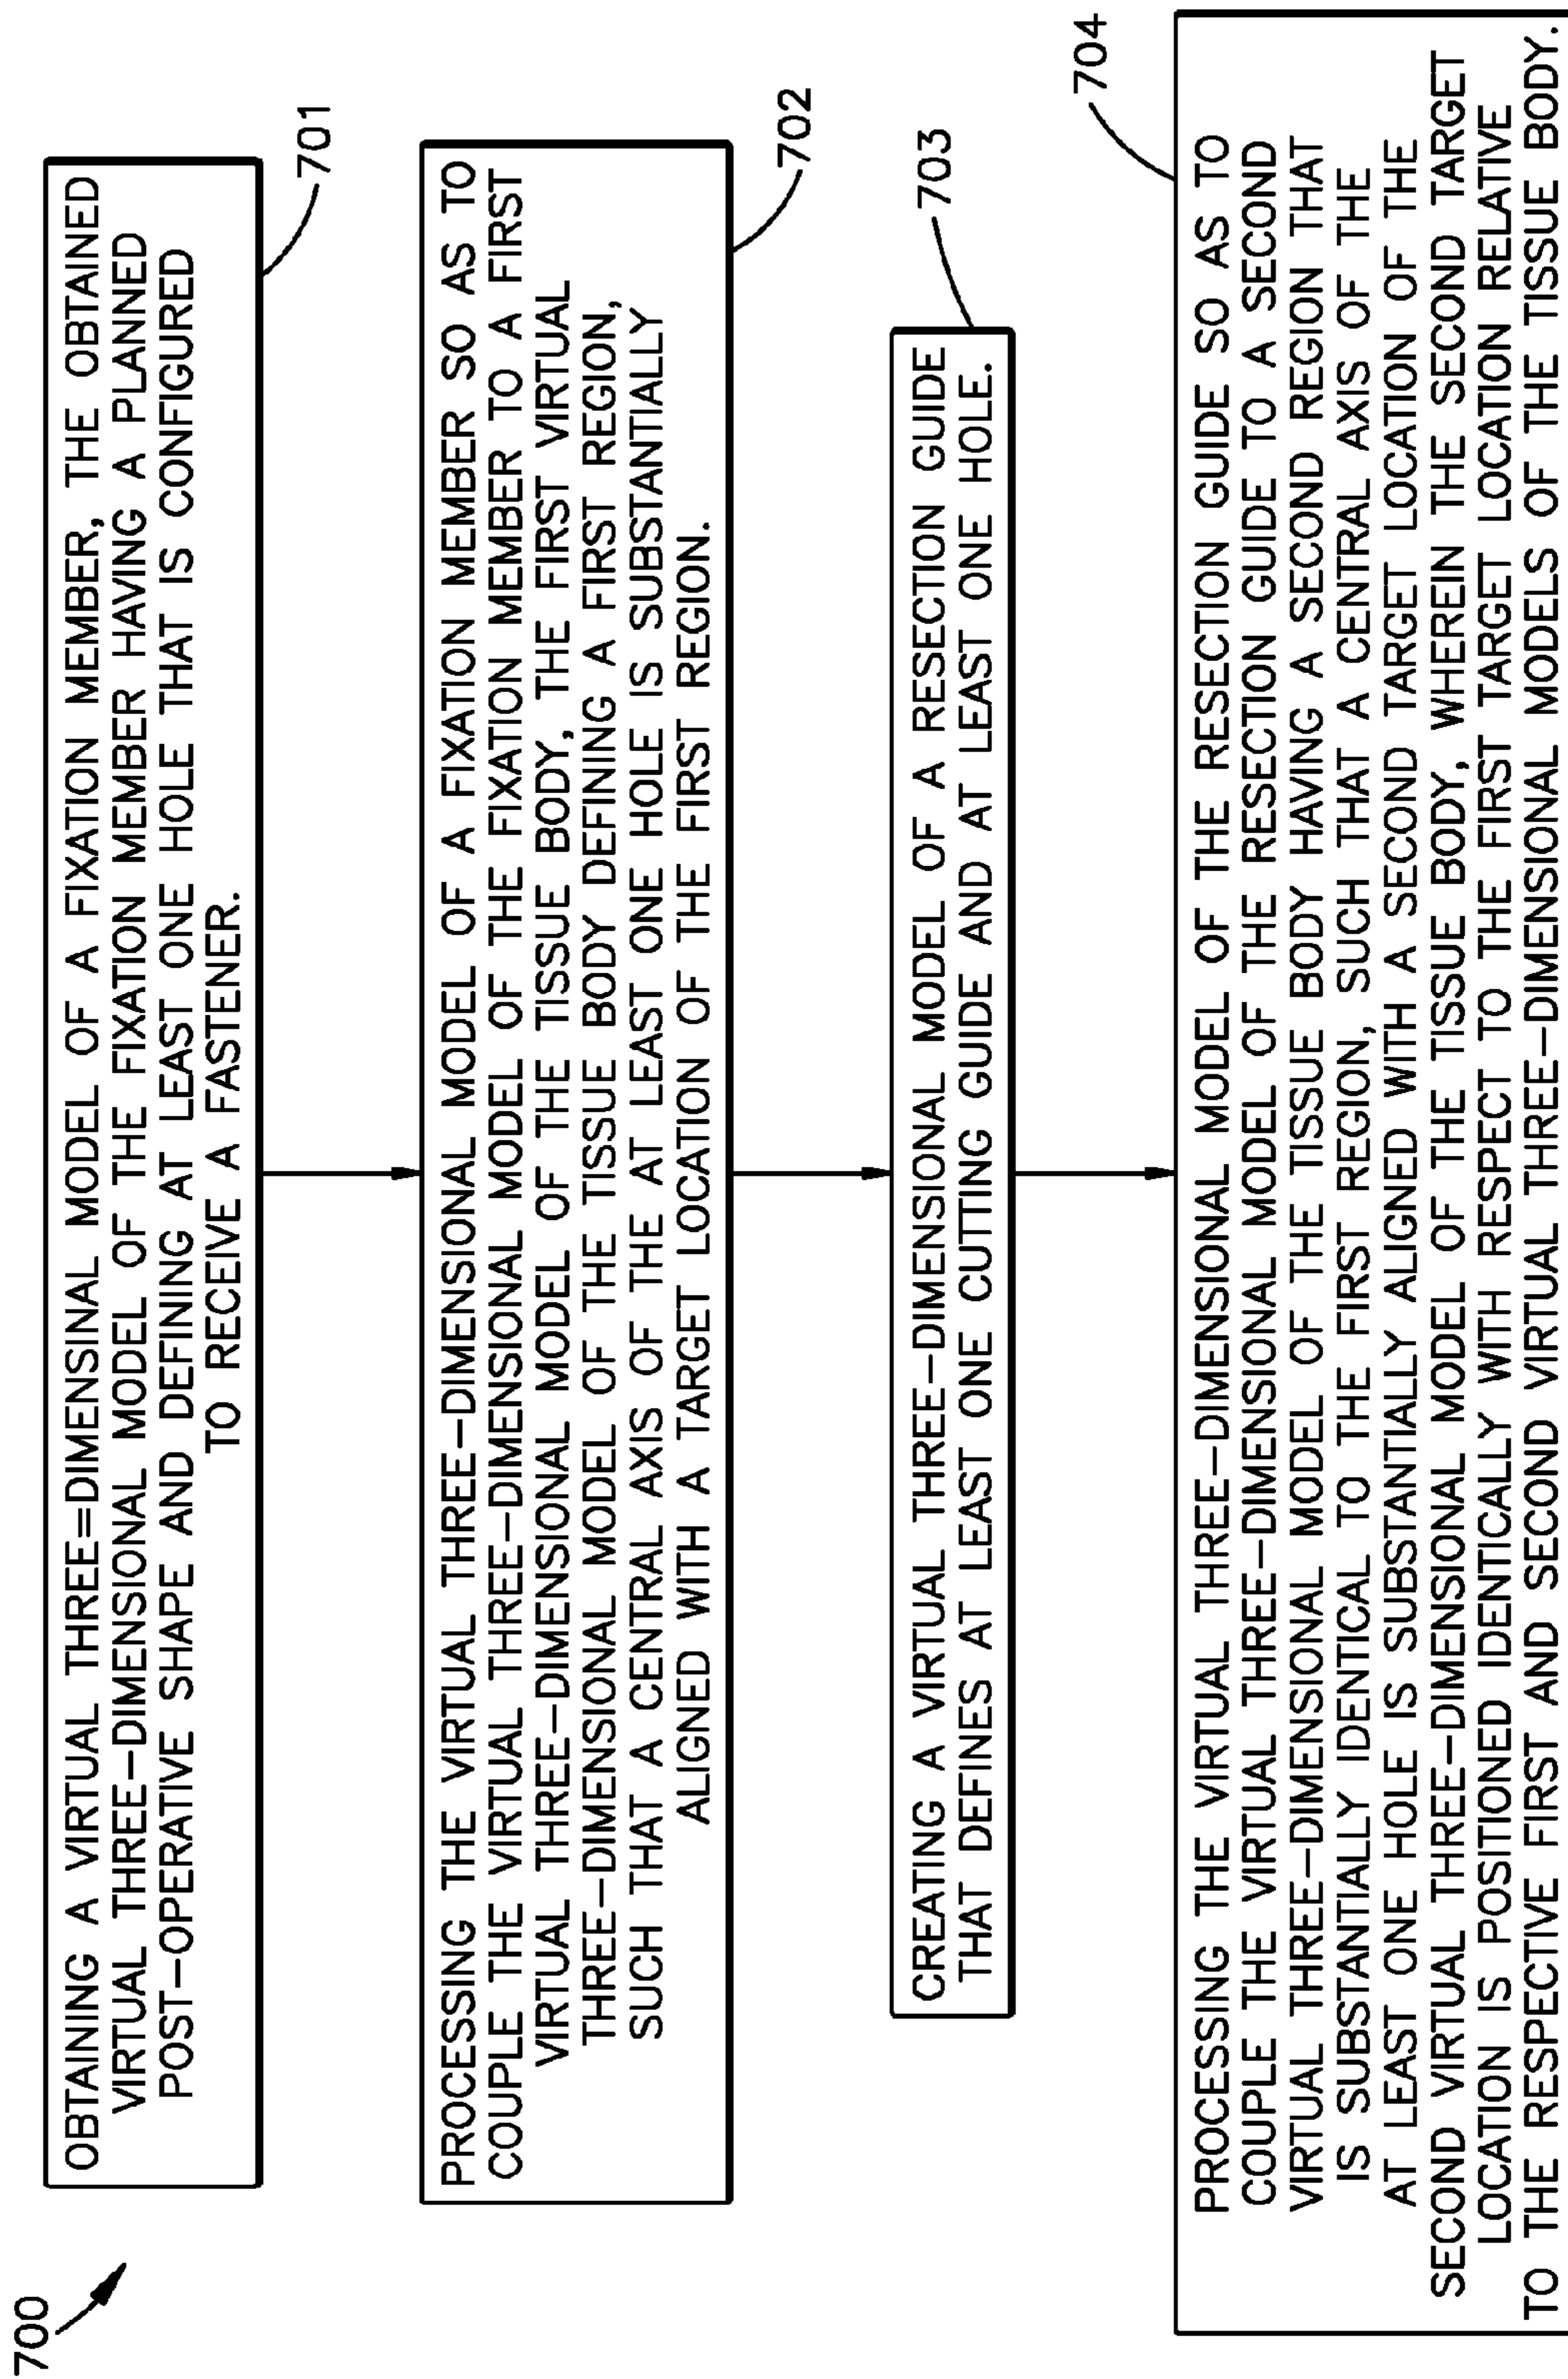 700
OBTAINING A VIRTUAL THREE=DIMENSINAL MODEL OF A FIXATION MEMBER, THE OBTAINED
VIRTUAL THREE-DIMENSIONAL MODEL OF THE FIXATION MEMBER HAVING A PLANNED
POST-OPERATIVE SHAPE AND DEFINING AT LEAST ONE HOLE THAT IS CONFIGURED
TO RECEIVE A FASTENER.
701
PROCESSING THE VIRTUAL THREE-DIMENSIONAL MODEL OF A FIXATION MEMBER SO AS TO
COUPLE THE VIRTUAL THREE-DIMENSIONAL MODEL OF THE FIXATION MEMBER TO A FIRST
VIRTUAL THREE-DIMENSIONAL MODEL OF THE TISSUE BODY, THE FIRST VIRTUAL
THREE-DIMENSIONAL MODEL OF THE TISSUE BODY DEFINING A FIRST REGION,
SUCH THAT A CENTRAL AXIS OF THE AT LEAST ONE HOLE IS SUBSTANTIALLY
ALIGNED WITH A TARGET LOCATION OF THE FIRST REGION.
702
CREATING A VIRTUAL THREE-DIMENSIONAL MODEL OF A RESECTION GUIDE
THAT DEFINES AT LEAST ONE CUTTING GUIDE AND AT LEAST ONE HOLE.
703
PROCESSING THE VIRTUAL THREE-DIMENSIONAL MODEL OF THE RESECTION GUIDE SO AS TO
COUPLE THE VIRTUAL THREE-DIMENSIONAL MODEL OF THE RESECTION GUIDE TO A SECOND
VIRTUAL THREE-DIMENSIONAL MODEL OF THE TISSUE BODY HAVING A SECOND REGION THAT
IS SUBSTANTIALLY IDENTICAL TO THE FIRST REGION, SUCH THAT A CENTRAL AXIS OF THE
AT LEAST ONE HOLE IS SUBSTANTIALLY ALIGNED WITH A SECOND TARGET LOCATION OF THE
SECOND VIRTUAL THREE-DIMENSIONAL MODEL OF THE TISSUE BODY, WHEREIN THE SECOND TARGET
LOCATION IS POSITIONED IDENTICALLY WITH RESPECT TO THE FIRST TARGET LOCATION RELATIVE
TO THE RESPECTIVE FIRST AND SECOND VIRTUAL THREE-DIMENSIONAL MODELS OF THE TISSUE BODY.
704